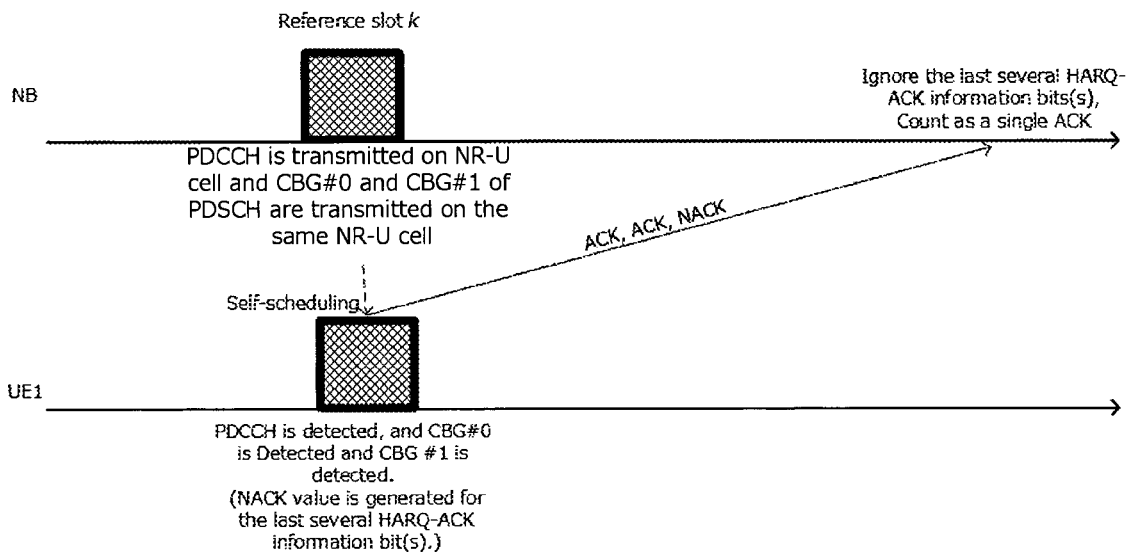 Reference slot k
NB
Ignore the last several HARQ-
ACK information bits(s),
Count as a single ACK
PDCCH is transmitted on NR-U
cell and CBG#0 and CBG#1 of
PDSCH are transmitted on the
same NR-U cell
ACK, ACK, NACK
Self-scheduling
UE1
PDCCH is detected, and CBG#0
is Detected and CBG #1 is
detected.
(NACK value is generated for
the last several HARQ-ACK
information bit(s).)